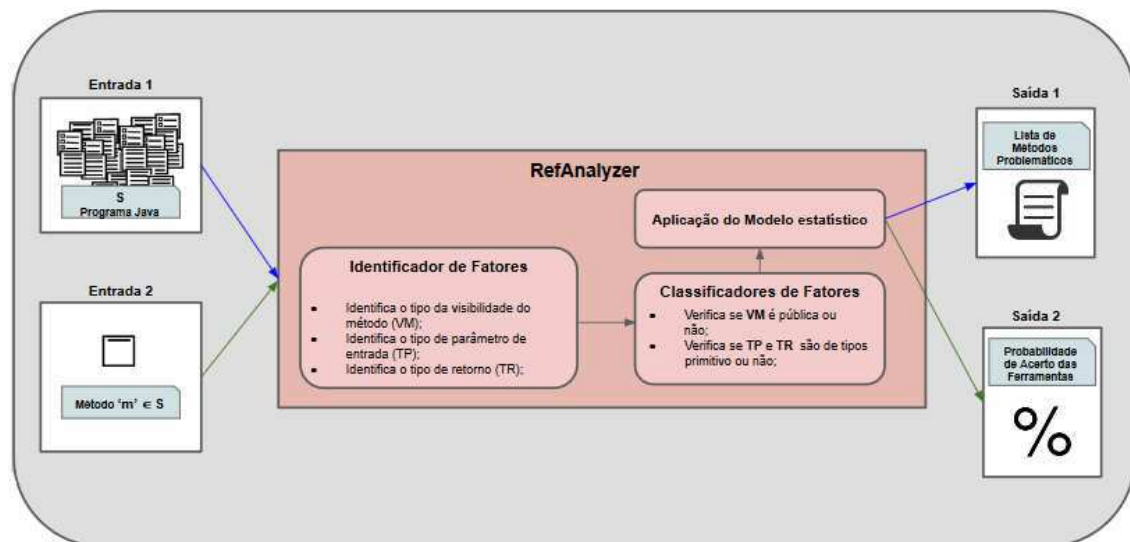 Entrada 1
S
Programa Java
Entrada 2
Método 'm' ∈ S
RefAnalyzer
Identificador de Fatores
▪ Identifica o tipo da visibilidade do
método (VM);
▪ Identifica o tipo de parâmetro de
entrada (TP);
▪ Identifica o tipo de retorno (TR);
Aplicação do Modelo estatístico
Classificadores de Fatores
▪ Verifica se VM é pública ou
não;
▪ Verifica se TP e TR são de tipos
primitivo ou não;
Saída 1
Lista de
Métodos
Problemáticos
Saída 2
Probabilidade
de Acerto das
Ferramentas
%